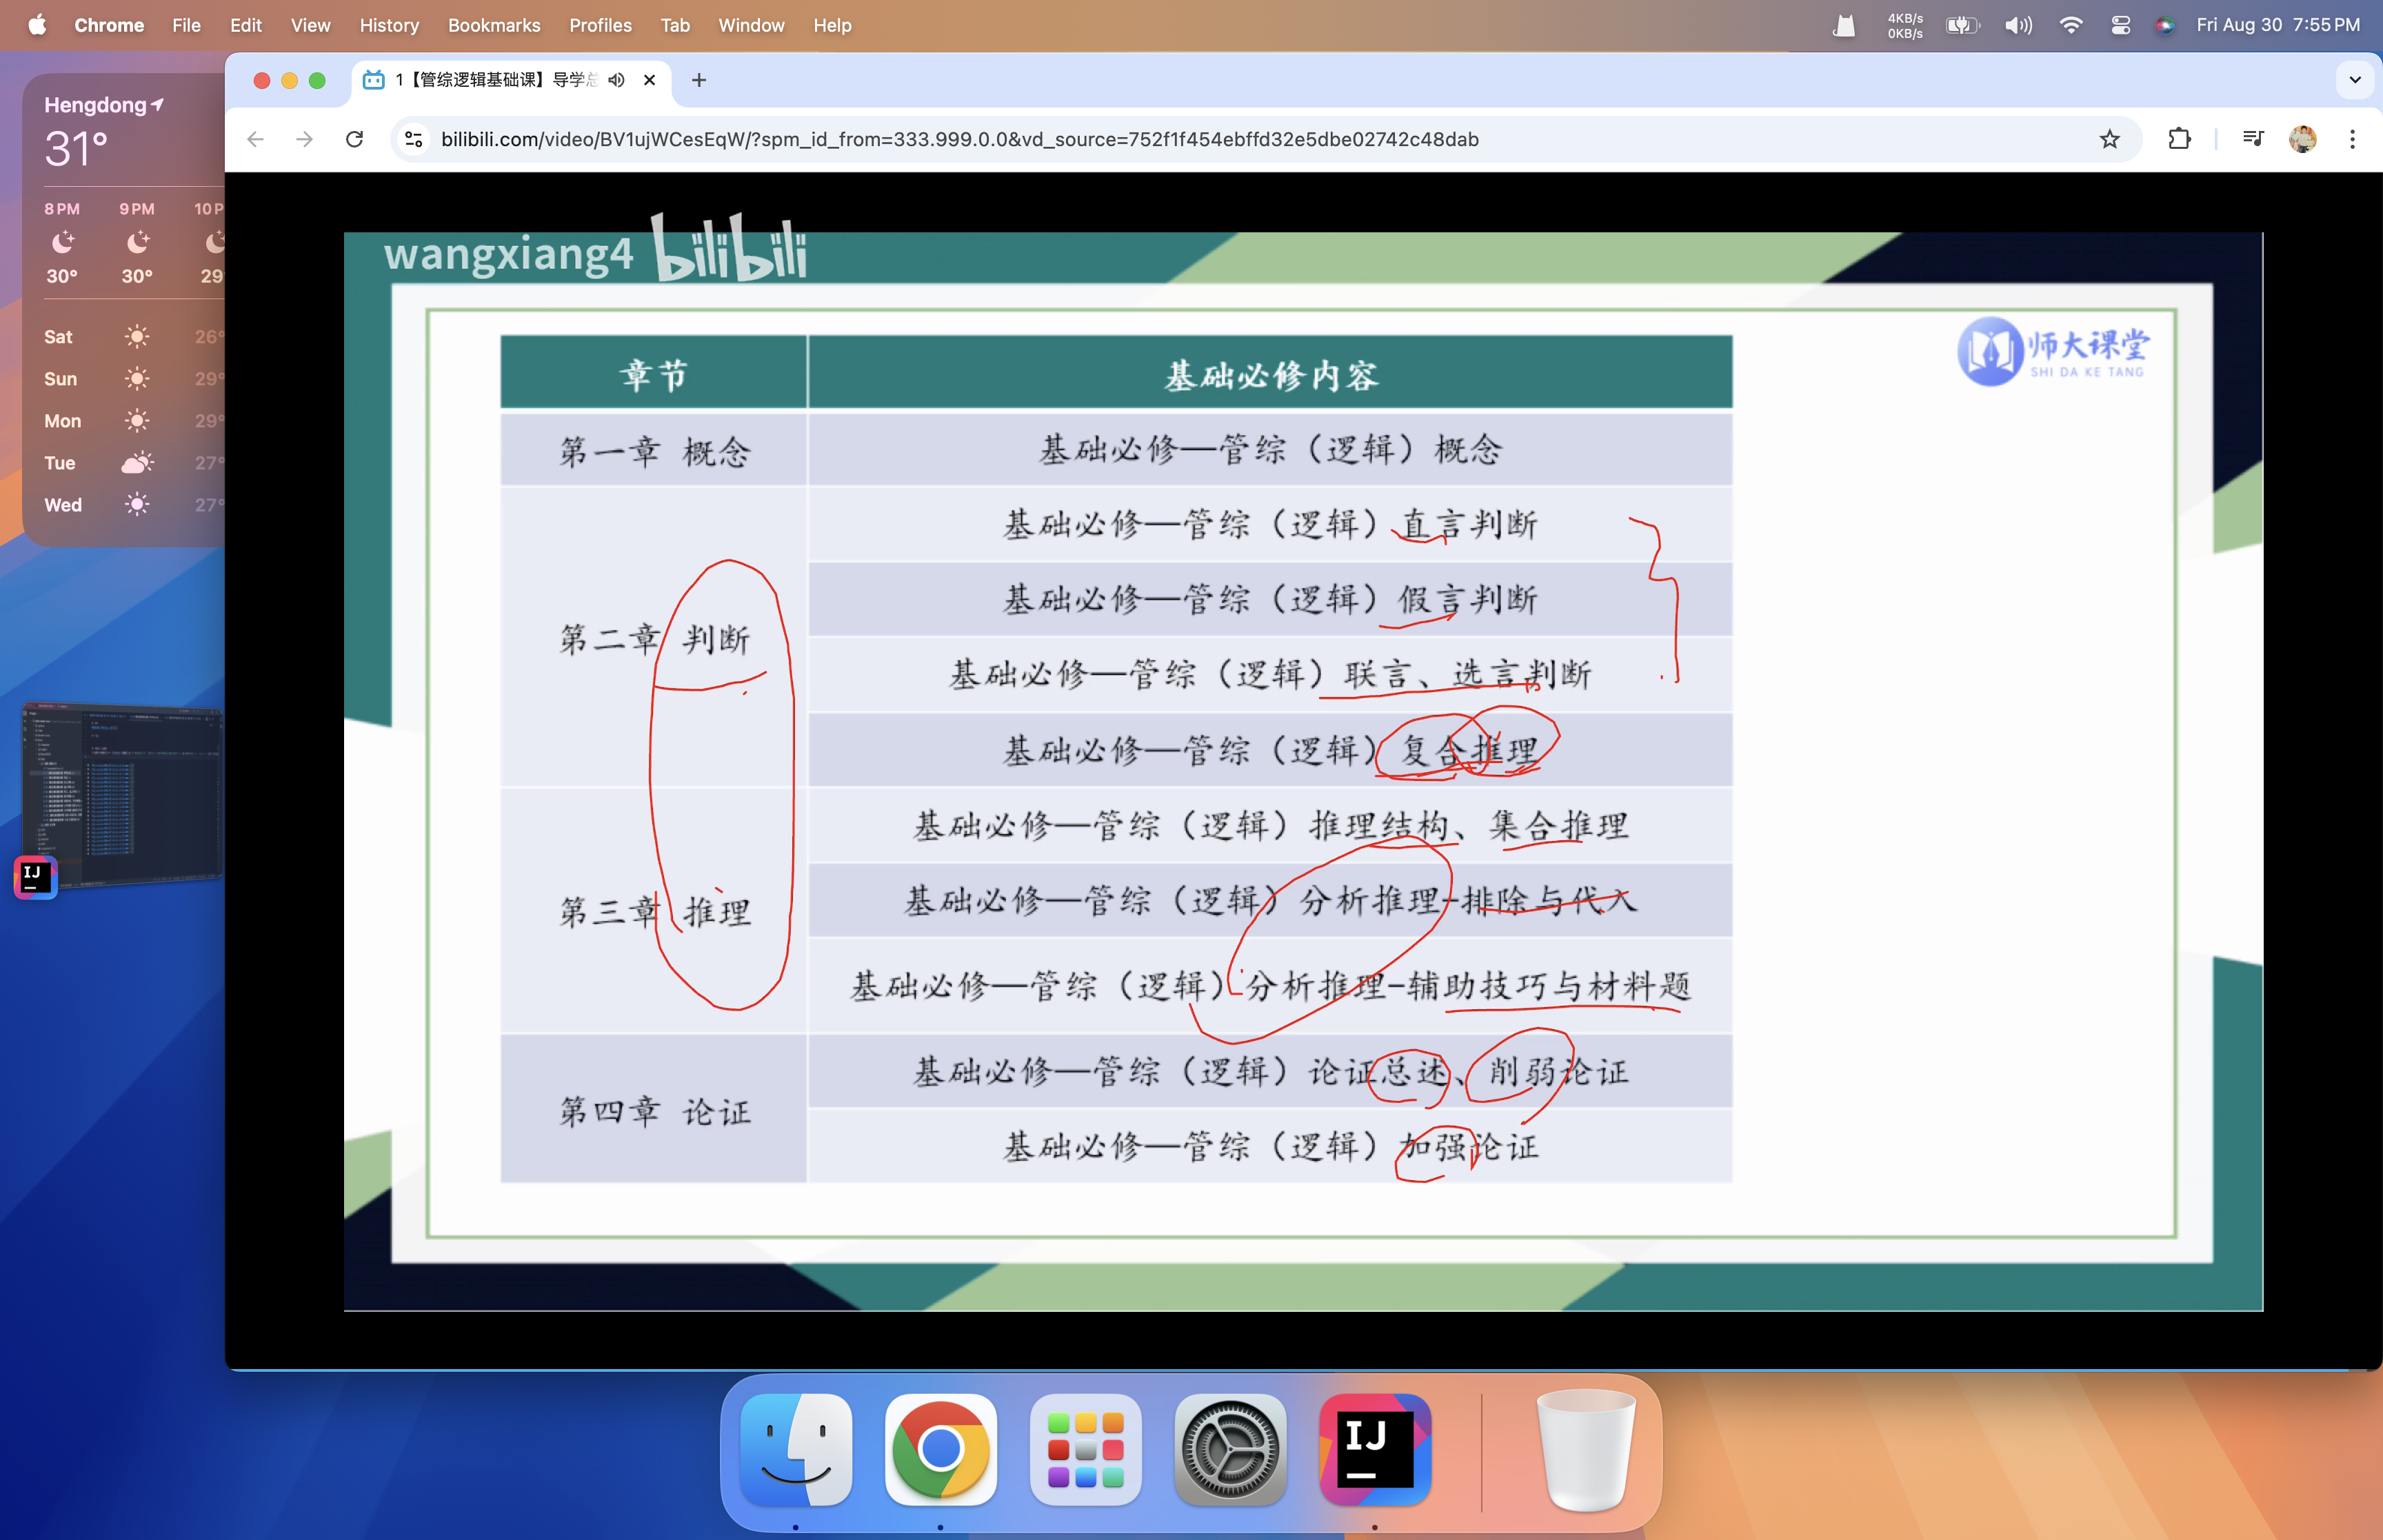 Chrome File Edit View History Bookmarks Profiles Tab Window Help
4KB/s
0KB/s
Fri Aug 30 7:55 PM
1【管综逻辑基础课】导学总
bilibili.com/video/BV1ujWCesEqW/?spm_id_from=333.999.0.0&vd_source=752f1f454ebffd32e5dbe02742c48dab
Hengdong
31°
8 PM 9 PM 10 P
30° 30° 29
Sat 26°
Sun 29°
Mon 29°
Tue 27°
Wed 27°
wangxiang4 bilibili
师大课堂
SHI DA KE TANG
章节 基础必修内容
第一章 概念 基础必修—管综（逻辑）概念
第二章 判断 基础必修—管综（逻辑）直言判断
基础必修—管综（逻辑）假言判断
基础必修—管综（逻辑）联言、选言判断
基础必修—管综（逻辑）复合推理
第三章 推理 基础必修—管综（逻辑）推理结构、集合推理
基础必修—管综（逻辑）分析推理-排除与代入
基础必修—管综（逻辑）分析推理-辅助技巧与材料题
第四章 论证 基础必修—管综（逻辑）论证总述、削弱论证
基础必修—管综（逻辑）加强论证
IJ
IJ